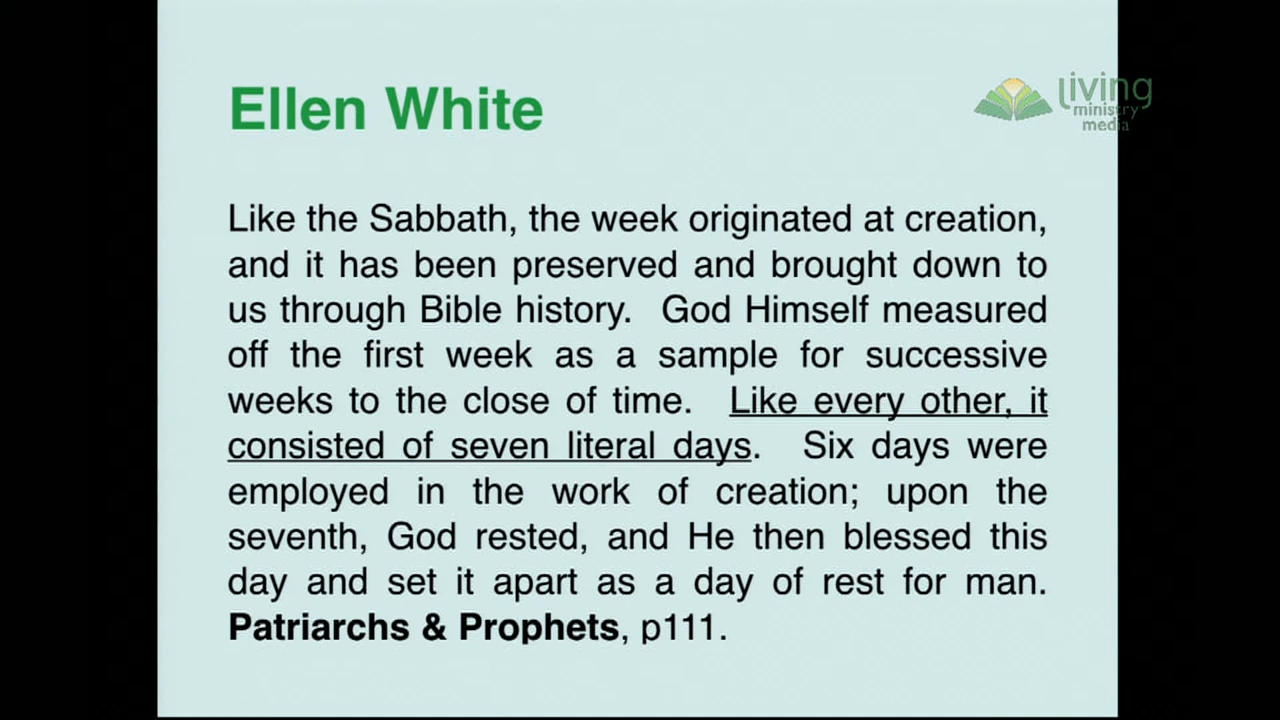 Ellen White
living
ministry
media
Like the Sabbath, the week originated at creation,
and it has been preserved and brought down to
us through Bible history. God Himself measured
off the first week as a sample for successive
weeks to the close of time. Like every other, it
consisted of seven literal days. Six days were
employed in the work of creation; upon the
seventh, God rested, and He then blessed this
day and set it apart as a day of rest for man.
Patriarchs & Prophets, p111.